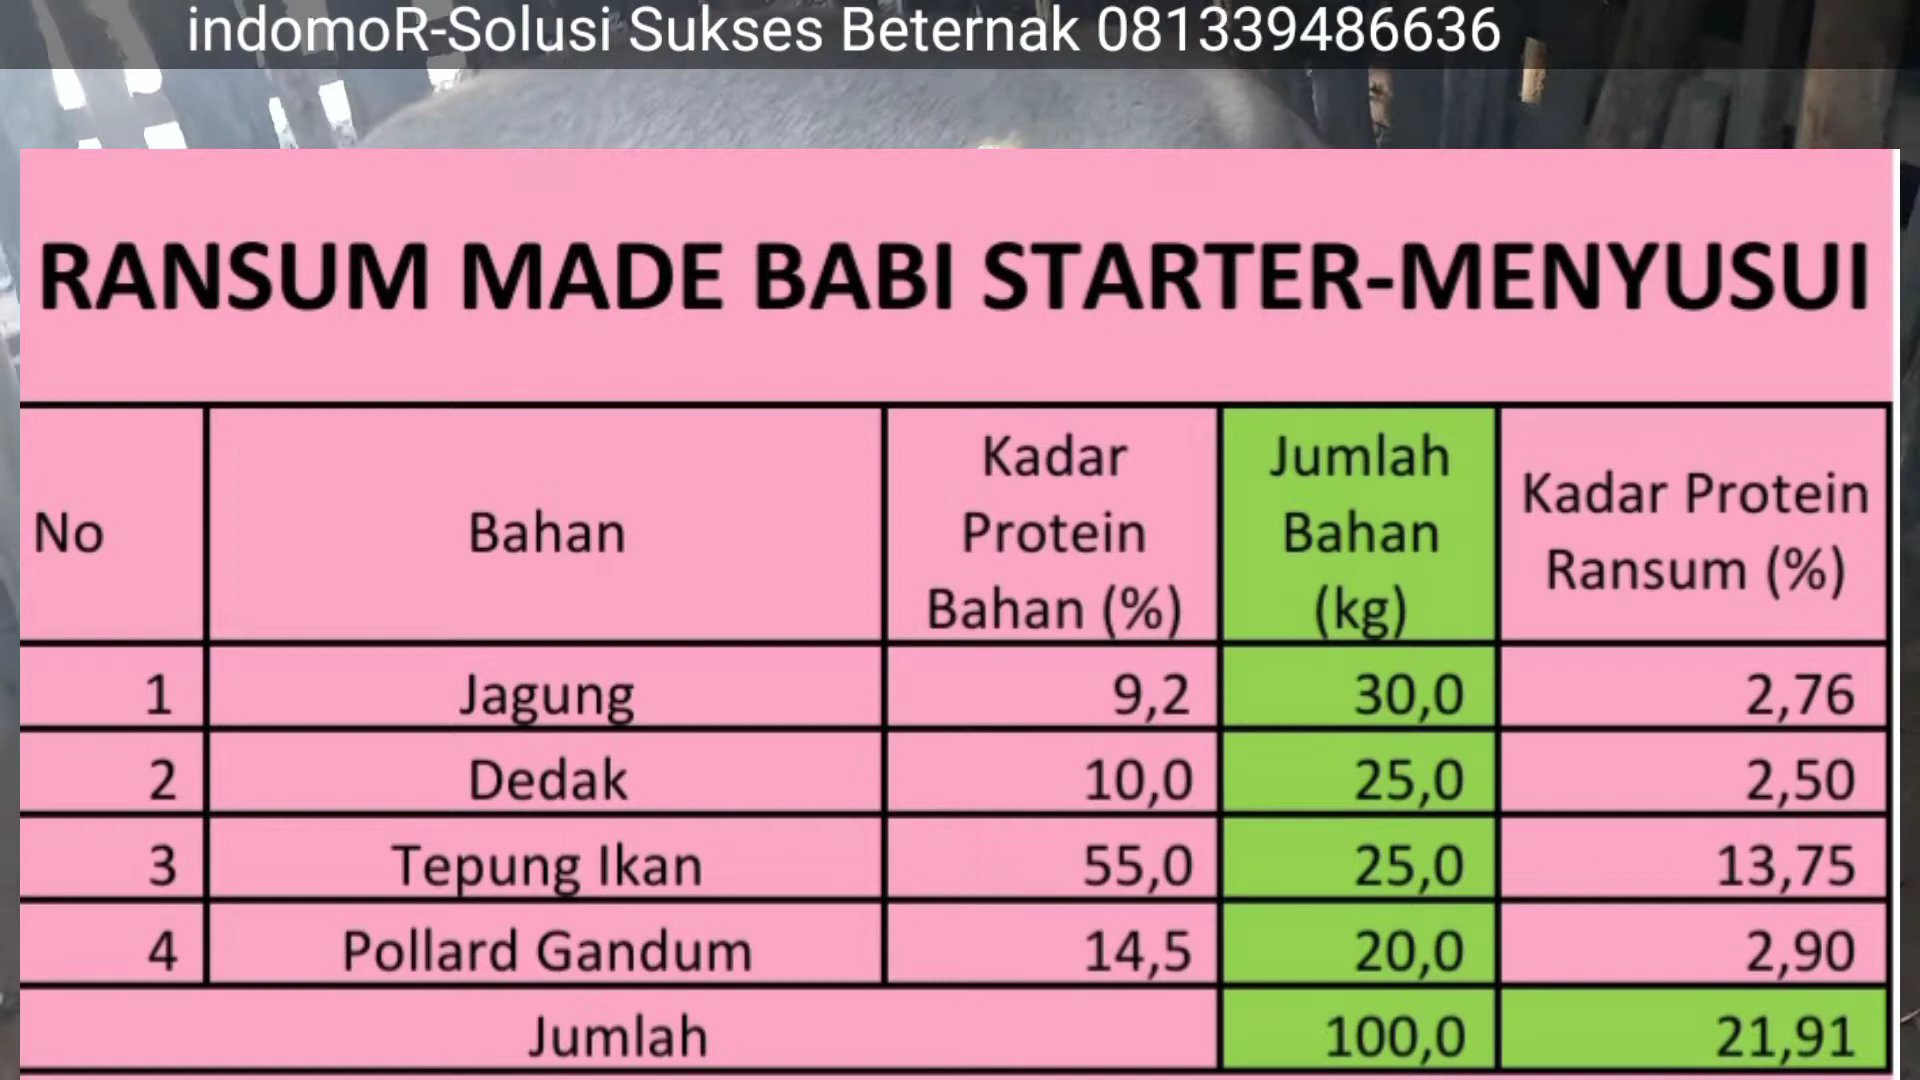 indomoR-Solusi Sukses Beternak 081339486636
RANSUM MADE BABI STARTER-MENYUSUI
No Bahan Kadar Protein Bahan (%) Jumlah Bahan (kg) Kadar Protein Ransum (%)
1 Jagung 9,2 30,0 2,76
2 Dedak 10,0 25,0 2,50
3 Tepung Ikan 55,0 25,0 13,75
4 Pollard Gandum 14,5 20,0 2,90
Jumlah 100,0 21,91